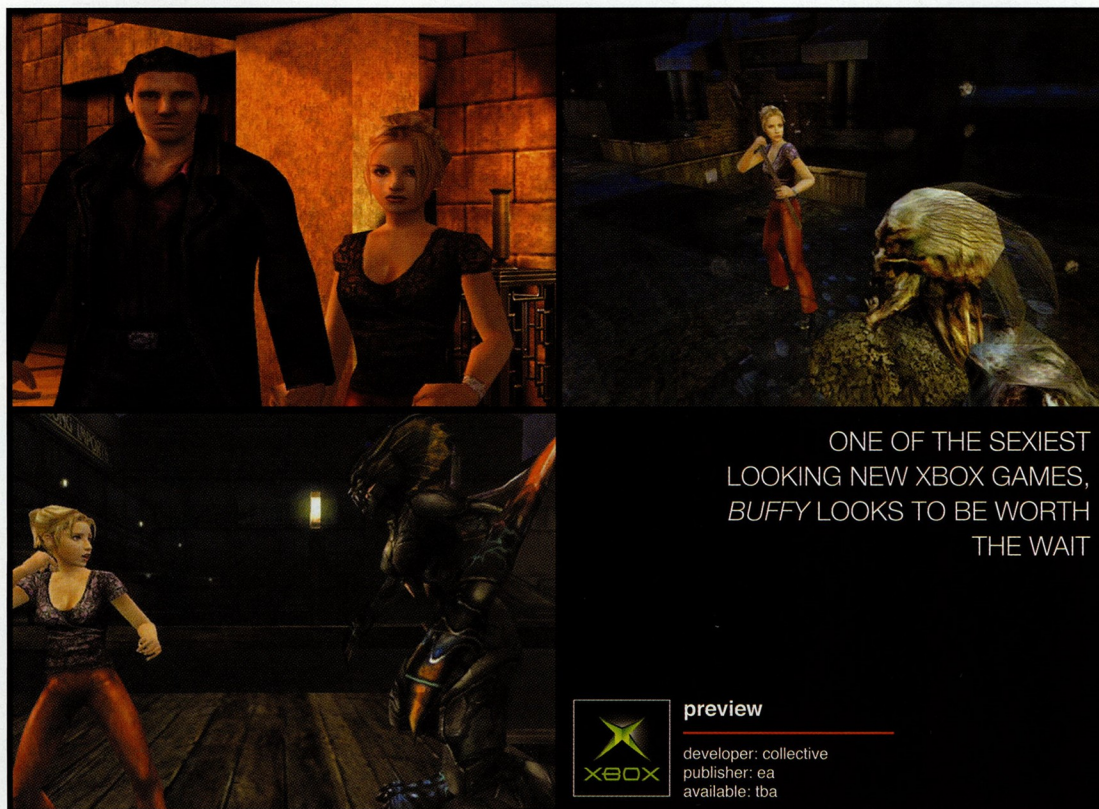 ONE OF THE SEXIEST
LOOKING NEW XBOX GAMES,
BUFFY LOOKS TO BE WORTH
THE WAIT
preview
developer: collective
publisher: ea
available: tba
XBOX